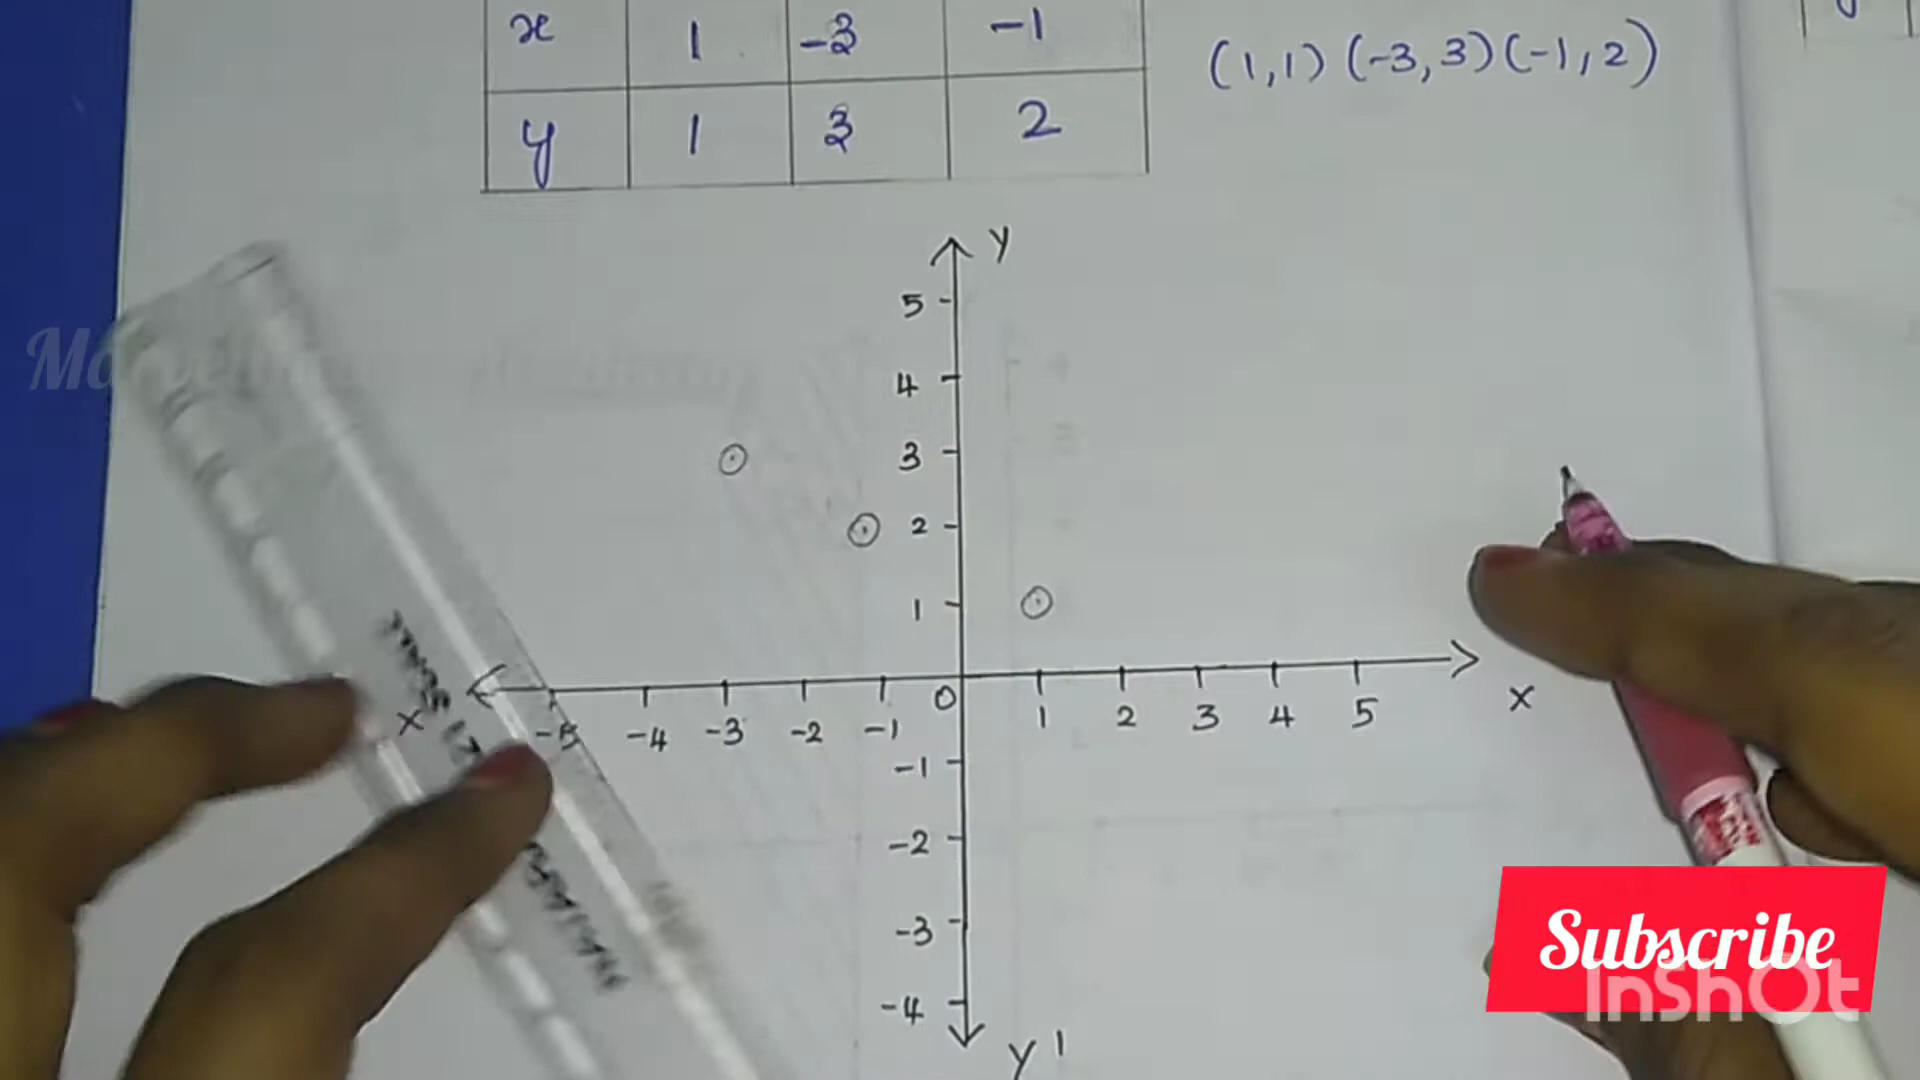 x 1 -3 -1
(1,1) (-3,3) (-1,2)
y 1 3 2
y
5
4
3
2
1
x -5 -4 -3 -2 -1 0 1 2 3 4 5 x
-1
-2
-3
-4
y'
Subscribe
InShOt